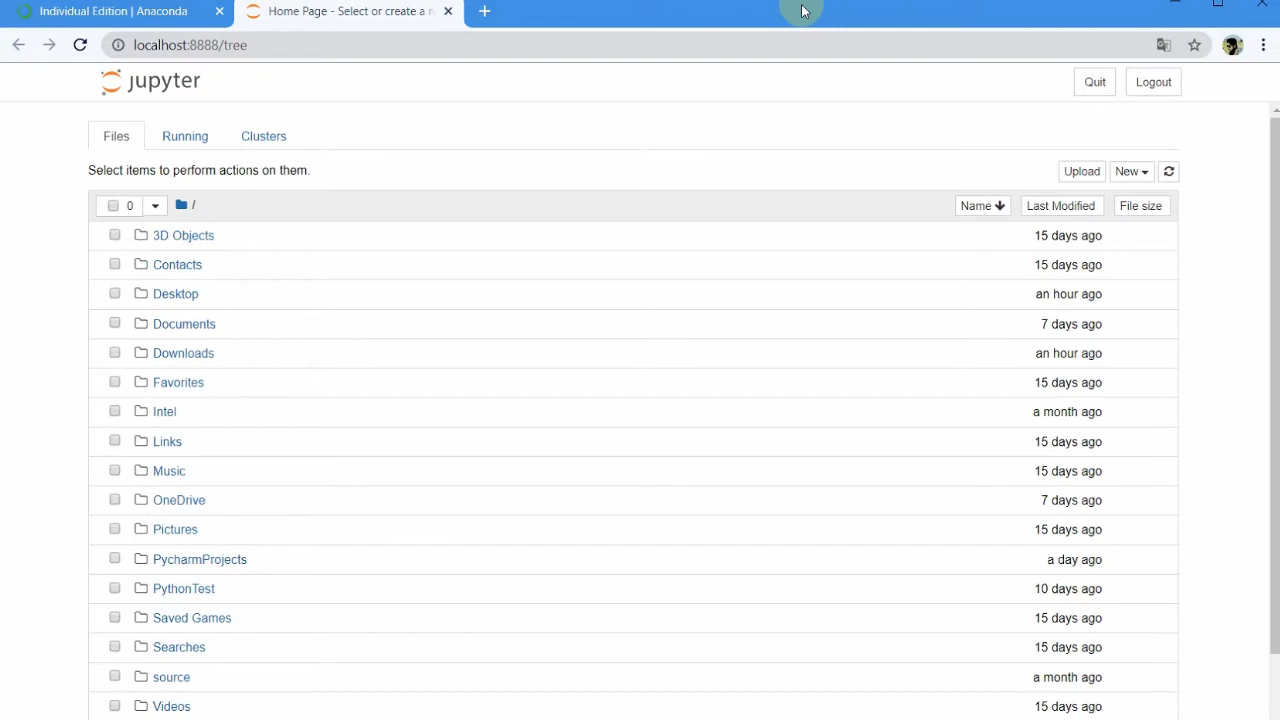 Individual Edition | Anaconda
Home Page - Select or create a n
localhost:8888/tree
jupyter
Quit
Logout
Files
Running
Clusters
Select items to perform actions on them.
Upload
New
0
/
Name
Last Modified
File size
3D Objects
15 days ago
Contacts
15 days ago
Desktop
an hour ago
Documents
7 days ago
Downloads
an hour ago
Favorites
15 days ago
Intel
a month ago
Links
15 days ago
Music
15 days ago
OneDrive
7 days ago
Pictures
15 days ago
PycharmProjects
a day ago
PythonTest
10 days ago
Saved Games
15 days ago
Searches
15 days ago
source
a month ago
Videos
15 days ago